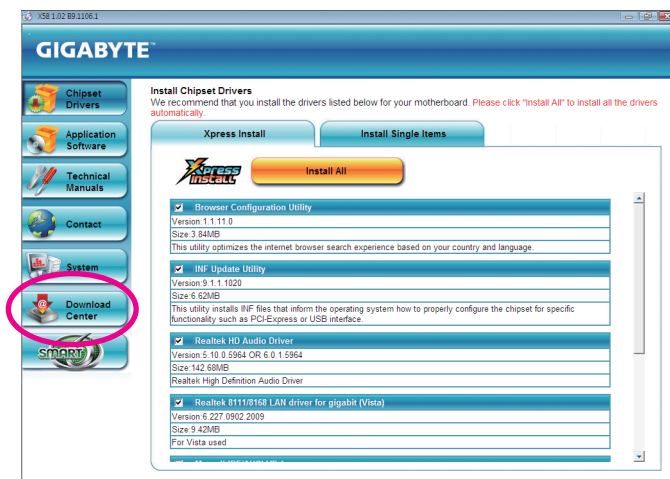 X58 1.02 B9.1106.1
GIGABYTE™
Chipset
Drivers
Application
Software
Technical
Manuals
Contact
System
Download
Center
SMART
Install Chipset Drivers
We recommend that you install the drivers listed below for your motherboard. Please click "Install All" to install all the drivers
automatically.
Xpress Install
Install Single Items
Xpress
Install
Install All
Browser Configuration Utility
Version:1.1.11.0
Size:3.84MB
This utility optimizes the internet browser search experience based on your country and language.
INF Update Utility
Version:9.1.1.1020
Size:6.62MB
This utility installs INF files that inform the operating system how to properly configure the chipset for specific
functionality such as PCI-Express or USB interface.
Realtek HD Audio Driver
Version:5.10.0.5964 OR 6.0.1.5964
Size:142.68MB
Realtek High Definition Audio Driver
Realtek 8111/8168 LAN driver for gigabit (Vista)
Version:6.227.0902.2009
Size:9.42MB
For Vista used